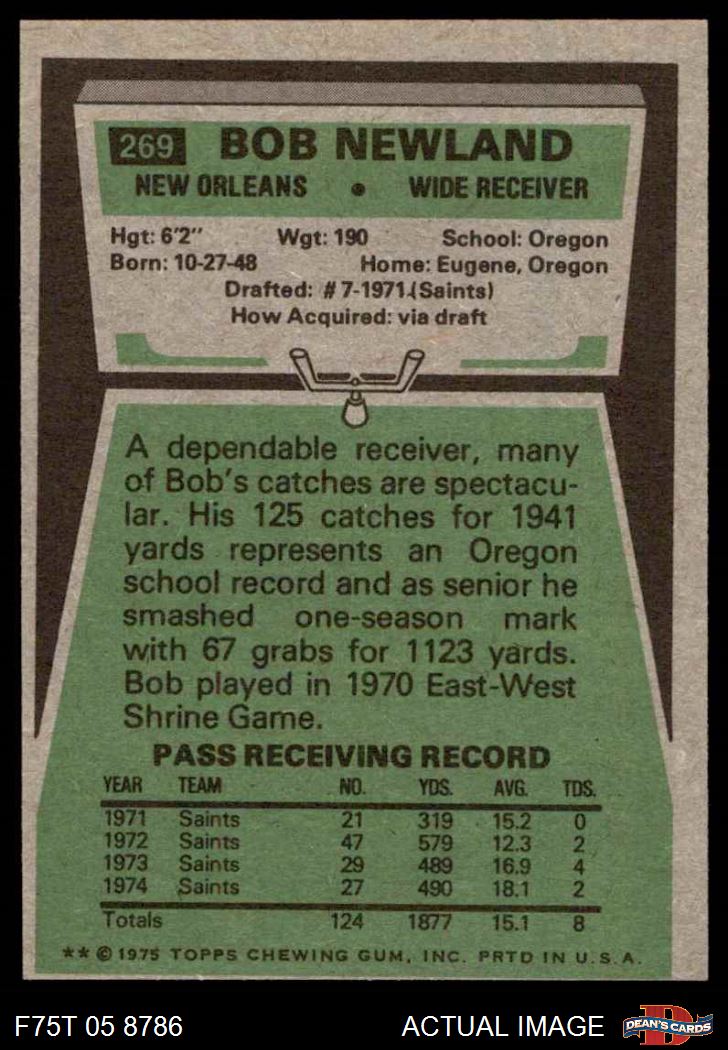 269 BOB NEWLAND
NEW ORLEANS • WIDE RECEIVER
Hgt: 6'2" Wgt: 190 School: Oregon
Born: 10-27-48 Home: Eugene, Oregon
Drafted: #7-1971 (Saints)
How Acquired: via draft
A dependable receiver, many
of Bob's catches are spectacu-
lar. His 125 catches for 1941
yards represents an Oregon
school record and as senior he
smashed one-season mark
with 67 grabs for 1123 yards.
Bob played in 1970 East-West
Shrine Game.
PASS RECEIVING RECORD
YEAR TEAM NO. YDS. AVG. TDS.
1971 Saints 21 319 15.2 0
1972 Saints 47 579 12.3 2
1973 Saints 29 489 16.9 4
1974 Saints 27 490 18.1 2
Totals 124 1877 15.1 8
** © 1975 TOPPS CHEWING GUM, INC. PRTD IN U.S.A.
F75T 05 8786 ACTUAL IMAGE D DEAN'S CARDS